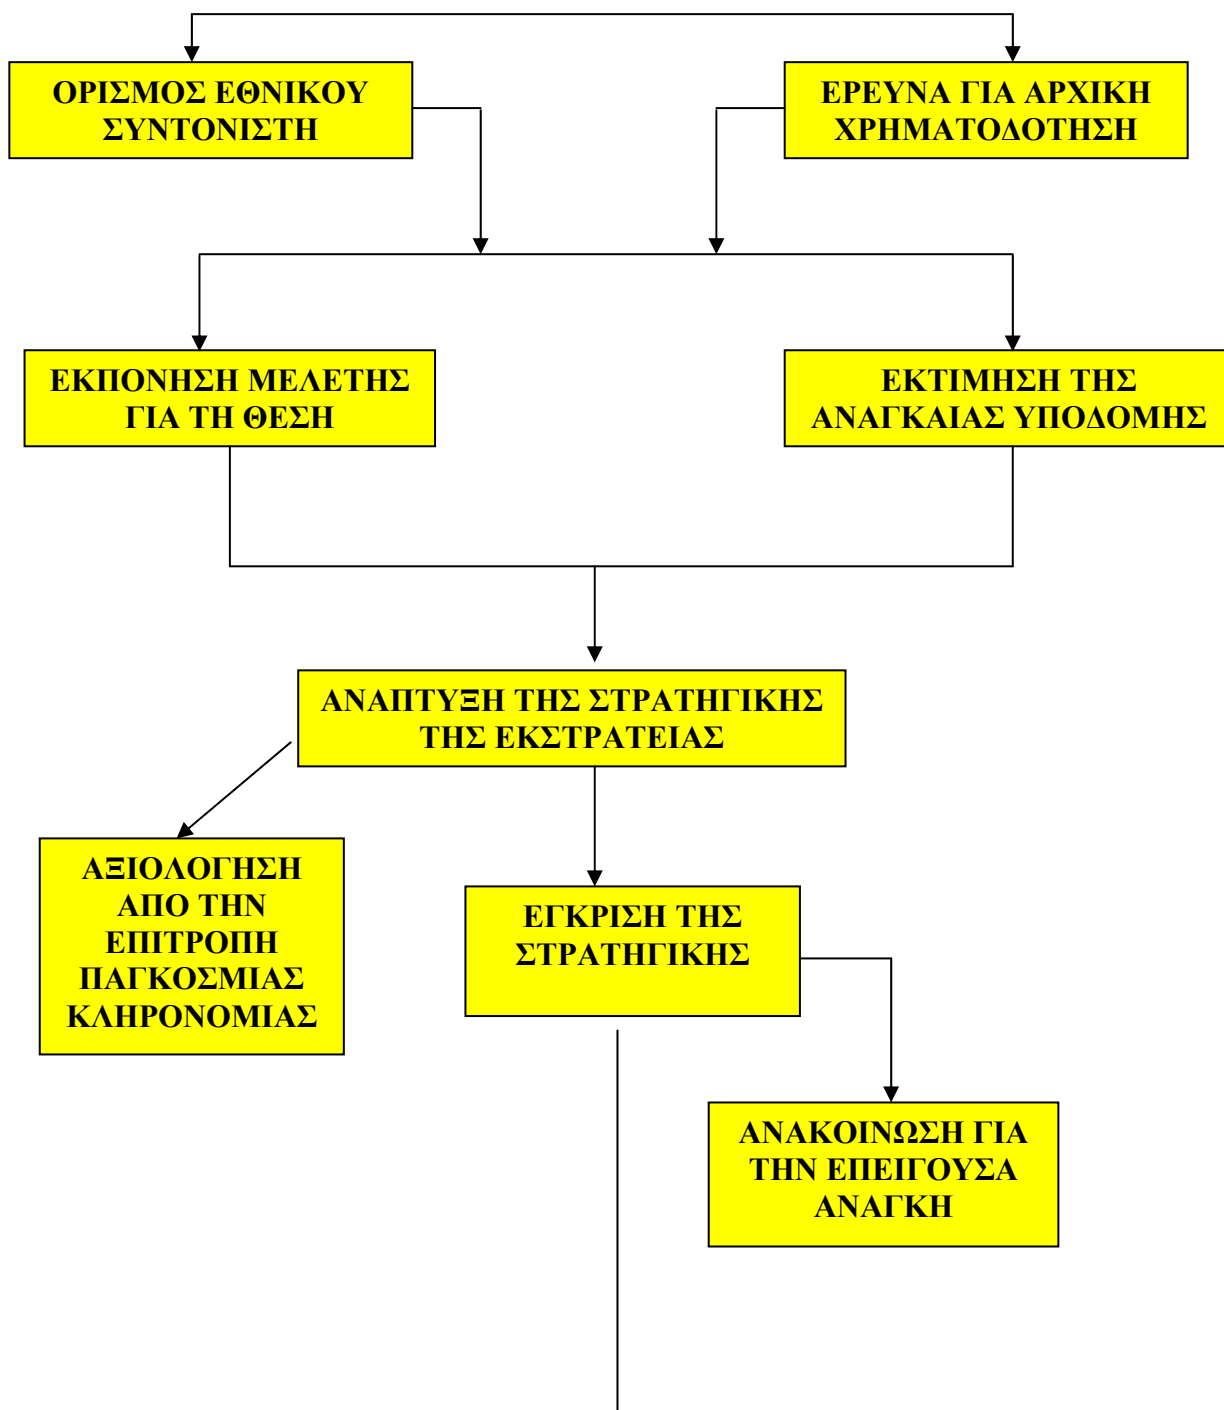 ΟΡΙΣΜΟΣ ΕΘΝΙΚΟΥ
ΣΥΝΤΟΝΙΣΤΗ
ΕΡΕΥΝΑ ΓΙΑ ΑΡΧΙΚΗ
ΧΡΗΜΑΤΟΔΟΤΗΣΗ
ΕΚΠΟΝΗΣΗ ΜΕΛΕΤΗΣ
ΓΙΑ ΤΗ ΘΕΣΗ
ΕΚΤΙΜΗΣΗ ΤΗΣ
ΑΝΑΓΚΑΙΑΣ ΥΠΟΔΟΜΗΣ
ΑΝΑΠΤΥΞΗ ΤΗΣ ΣΤΡΑΤΗΓΙΚΗΣ
ΤΗΣ ΕΚΣΤΡΑΤΕΙΑΣ
ΑΞΙΟΛΟΓΗΣΗ
ΑΠΟ ΤΗΝ
ΕΠΙΤΡΟΠΗ
ΠΑΓΚΟΣΜΙΑΣ
ΚΛΗΡΟΝΟΜΙΑΣ
ΕΓΚΡΙΣΗ ΤΗΣ
ΣΤΡΑΤΗΓΙΚΗΣ
ΑΝΑΚΟΙΝΩΣΗ ΓΙΑ
ΤΗΝ ΕΠΕΙΓΟΥΣΑ
ΑΝΑΓΚΗ